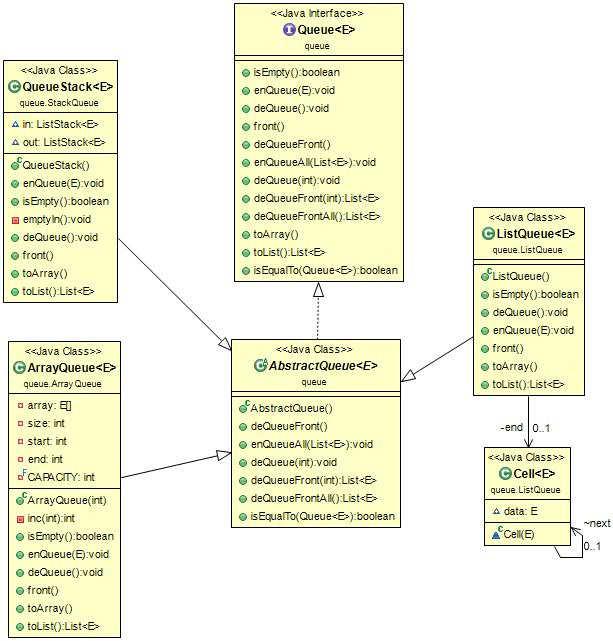 <<Java Interface>>
Queue<E>
queue
isEmpty():boolean
enQueue(E):void
deQueue():void
front()
deQueueFront()
enQueueAll(List<E>):void
deQueue(int):void
deQueueFront(int):List<E>
deQueueFrontAll():List<E>
toArray()
toList():List<E>
isEqualTo(Queue<E>):boolean
<<Java Class>>
QueueStack<E>
queue.StackQueue
in: ListStack<E>
out: ListStack<E>
QueueStack()
enQueue(E):void
isEmpty():boolean
emptyIn():void
deQueue():void
front()
toArray()
toList():List<E>
<<Java Class>>
ListQueue<E>
queue.ListQueue
ListQueue()
isEmpty():boolean
deQueue():void
enQueue(E):void
front()
toArray()
toList():List<E>
<<Java Class>>
ArrayQueue<E>
queue.ArrayQueue
array: E[]
size: int
start: int
end: int
CAPACITY: int
ArrayQueue(int)
inc(int):int
isEmpty():boolean
enQueue(E):void
deQueue():void
front()
toArray()
toList():List<E>
<<Java Class>>
AbstractQueue<E>
queue
AbstractQueue()
deQueueFront()
enQueueAll(List<E>):void
deQueue(int):void
deQueueFront(int):List<E>
deQueueFrontAll():List<E>
isEqualTo(Queue<E>):boolean
-end 0..1
<<Java Class>>
Cell<E>
queue.ListQueue
data: E
Cell(E)
~next
0..1